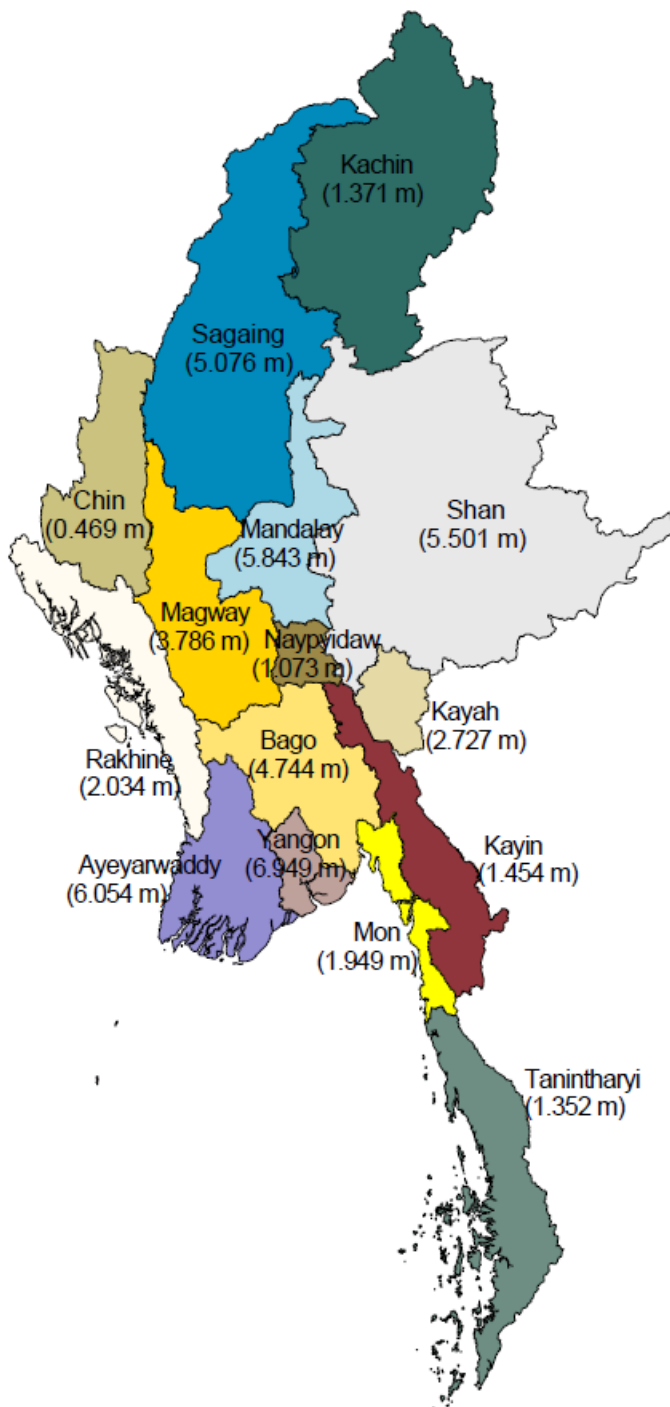 Kachin
(1.371 m)
Sagaing
(5.076 m)
Chin
(0.469 m)
Mandalay
(5.843 m)
Shan
(5.501 m)
Magway
(3.786 m)
Naypyidaw
(1.073 m)
Kayah
(2.727 m)
Rakhine
(2.034 m)
Bago
(4.744 m)
Ayeyarwaddy
(6.054 m)
Yangon
(6.949 m)
Kayin
(1.454 m)
Mon
(1.949 m)
Tanintharyi
(1.352 m)